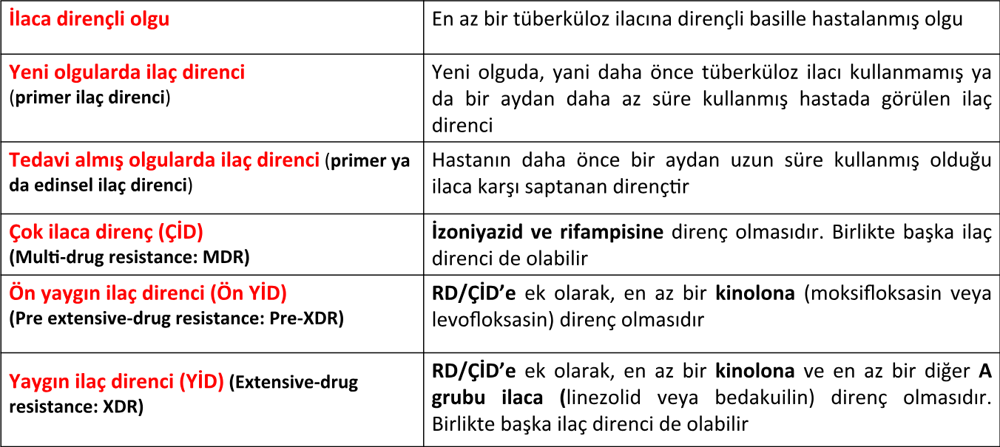 İlaca dirençli olgu
En az bir tüberküloz ilacına dirençli basille hastalanmış olgu
Yeni olgularda ilaç direnci
(primer ilaç direnci)
Yeni olguda, yani daha önce tüberküloz ilacı kullanmamış ya
da bir aydan daha az süre kullanmış hastada görülen ilaç
direnci
Tedavi almış olgularda ilaç direnci (primer ya
da edinsel ilaç direnci)
Hastanın daha önce bir aydan uzun süre kullanmış olduğu
ilaca karşı saptanan dirençtir
Çok ilaca direnç (ÇİD)
(Multi-drug resistance: MDR)
İzoniyazid ve rifampisine direnç olmasıdır. Birlikte başka ilaç
direnci de olabilir
Ön yaygın ilaç direnci (Ön YİD)
(Pre extensive-drug resistance: Pre-XDR)
RD/ÇİD’e ek olarak, en az bir kinolona (moksifloksasin veya
levofloksasin) direnç olmasıdır
Yaygın ilaç direnci (YİD) (Extensive-drug
resistance: XDR)
RD/ÇİD’e ek olarak, en az bir kinolona ve en az bir diğer A
grubu ilaca (linezolid veya bedakuilin) direnç olmasıdır.
Birlikte başka ilaç direnci de olabilir